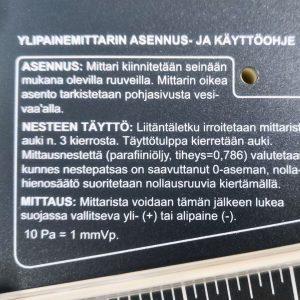 YLIPAINEMITTARIN ASENNUS- JA KÄYTTÖOHJE
ASENNUS: Mittari kiinnitetään seinään
mukana olevilla ruuveilla. Mittarin oikea
asento tarkistetaan pohjasivusta vesi-
vaa'alla.
NESTEEN TÄYTTÖ: Liitäntäletku irroitetaan mittarist
auki n. 3 kierrosta. Täyttötulppa kierretään auki.
Mittausnestettä (parafiiniöljy, tiheys=0,786) valutetaa
kunnes nestepatsas on saavuttanut 0-aseman, nolla-
hienosäätö suoritetaan nollausruuvia kiertämällä.
MITTAUS: Mittarista voidaan tämän jälkeen lukea
suojassa vallitseva yli- (+) tai alipaine (-).
10 Pa = 1 mmVp.